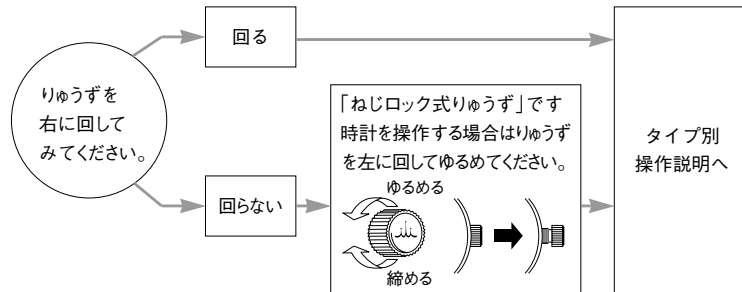 りゅうずを
右に回して
みてください。
回る
回らない
「ねじロック式りゅうず」です
時計を操作する場合はりゅうず
を左に回してゆるめてください。
ゆるめる
締める
タイプ別
操作説明へ